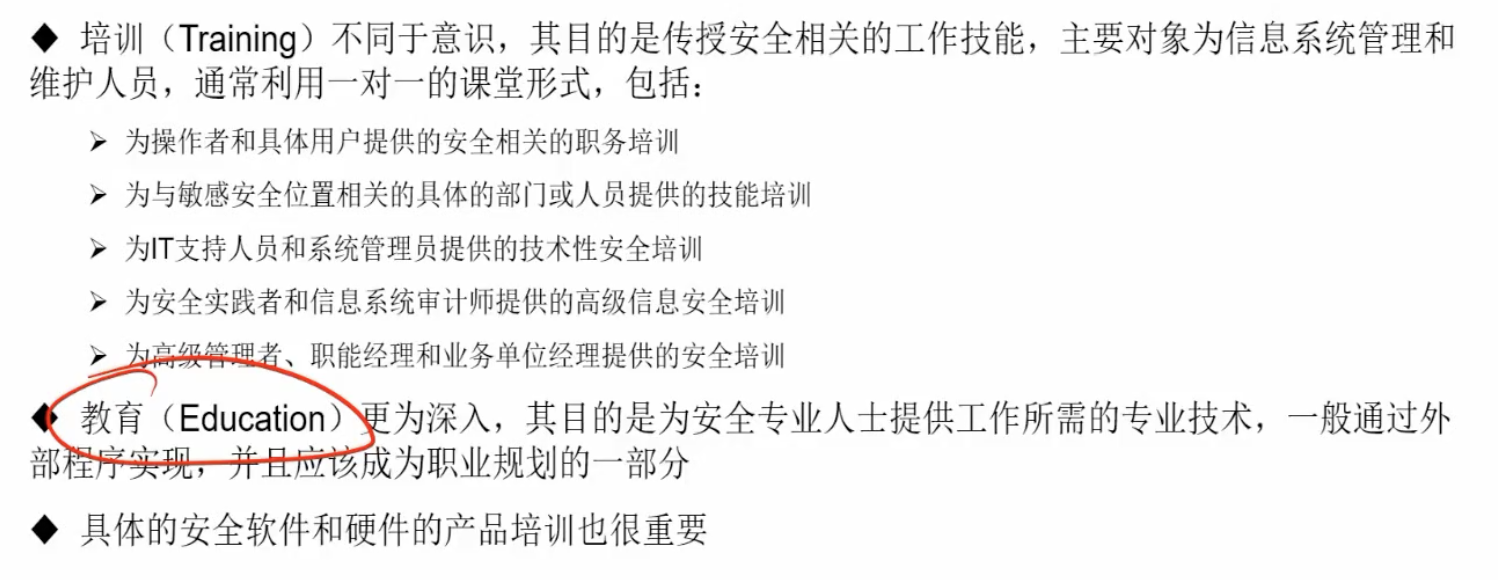 ◆ 培训（Training）不同于意识，其目的是传授安全相关的工作技能，主要对象为信息系统管理和
维护人员，通常利用一对一的课堂形式，包括：
➢ 为操作者和具体用户提供的安全相关的职务培训
➢ 为与敏感安全位置相关的具体的部门或人员提供的技能培训
➢ 为IT支持人员和系统管理员提供的技术性安全培训
➢ 为安全实践者和信息系统审计师提供的高级信息安全培训
➢ 为高级管理者、职能经理和业务单位经理提供的安全培训
◆ 教育（Education）更为深入，其目的是为安全专业人士提供工作所需的专业技术，一般通过外
部程序实现，并且应该成为职业规划的一部分
◆ 具体的安全软件和硬件的产品培训也很重要